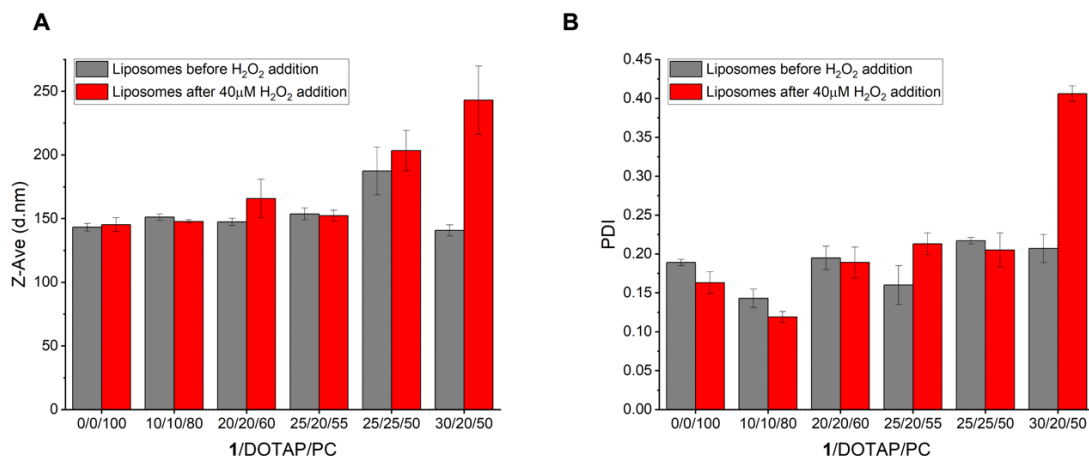 A
Liposomes before H₂O₂ addition
Liposomes after 40μM H₂O₂ addition
Z-Ave (d.nm)
250
200
150
100
50
0
0/0/100 10/10/80 20/20/60 25/20/55 25/25/50 30/20/50
1/DOTAP/PC
B
Liposomes before H₂O₂ addition
Liposomes after 40μM H₂O₂ addition
PDI
0.45
0.40
0.35
0.30
0.25
0.20
0.15
0.10
0.05
0.00
0/0/100 10/10/80 20/20/60 25/20/55 25/25/50 30/20/50
1/DOTAP/PC